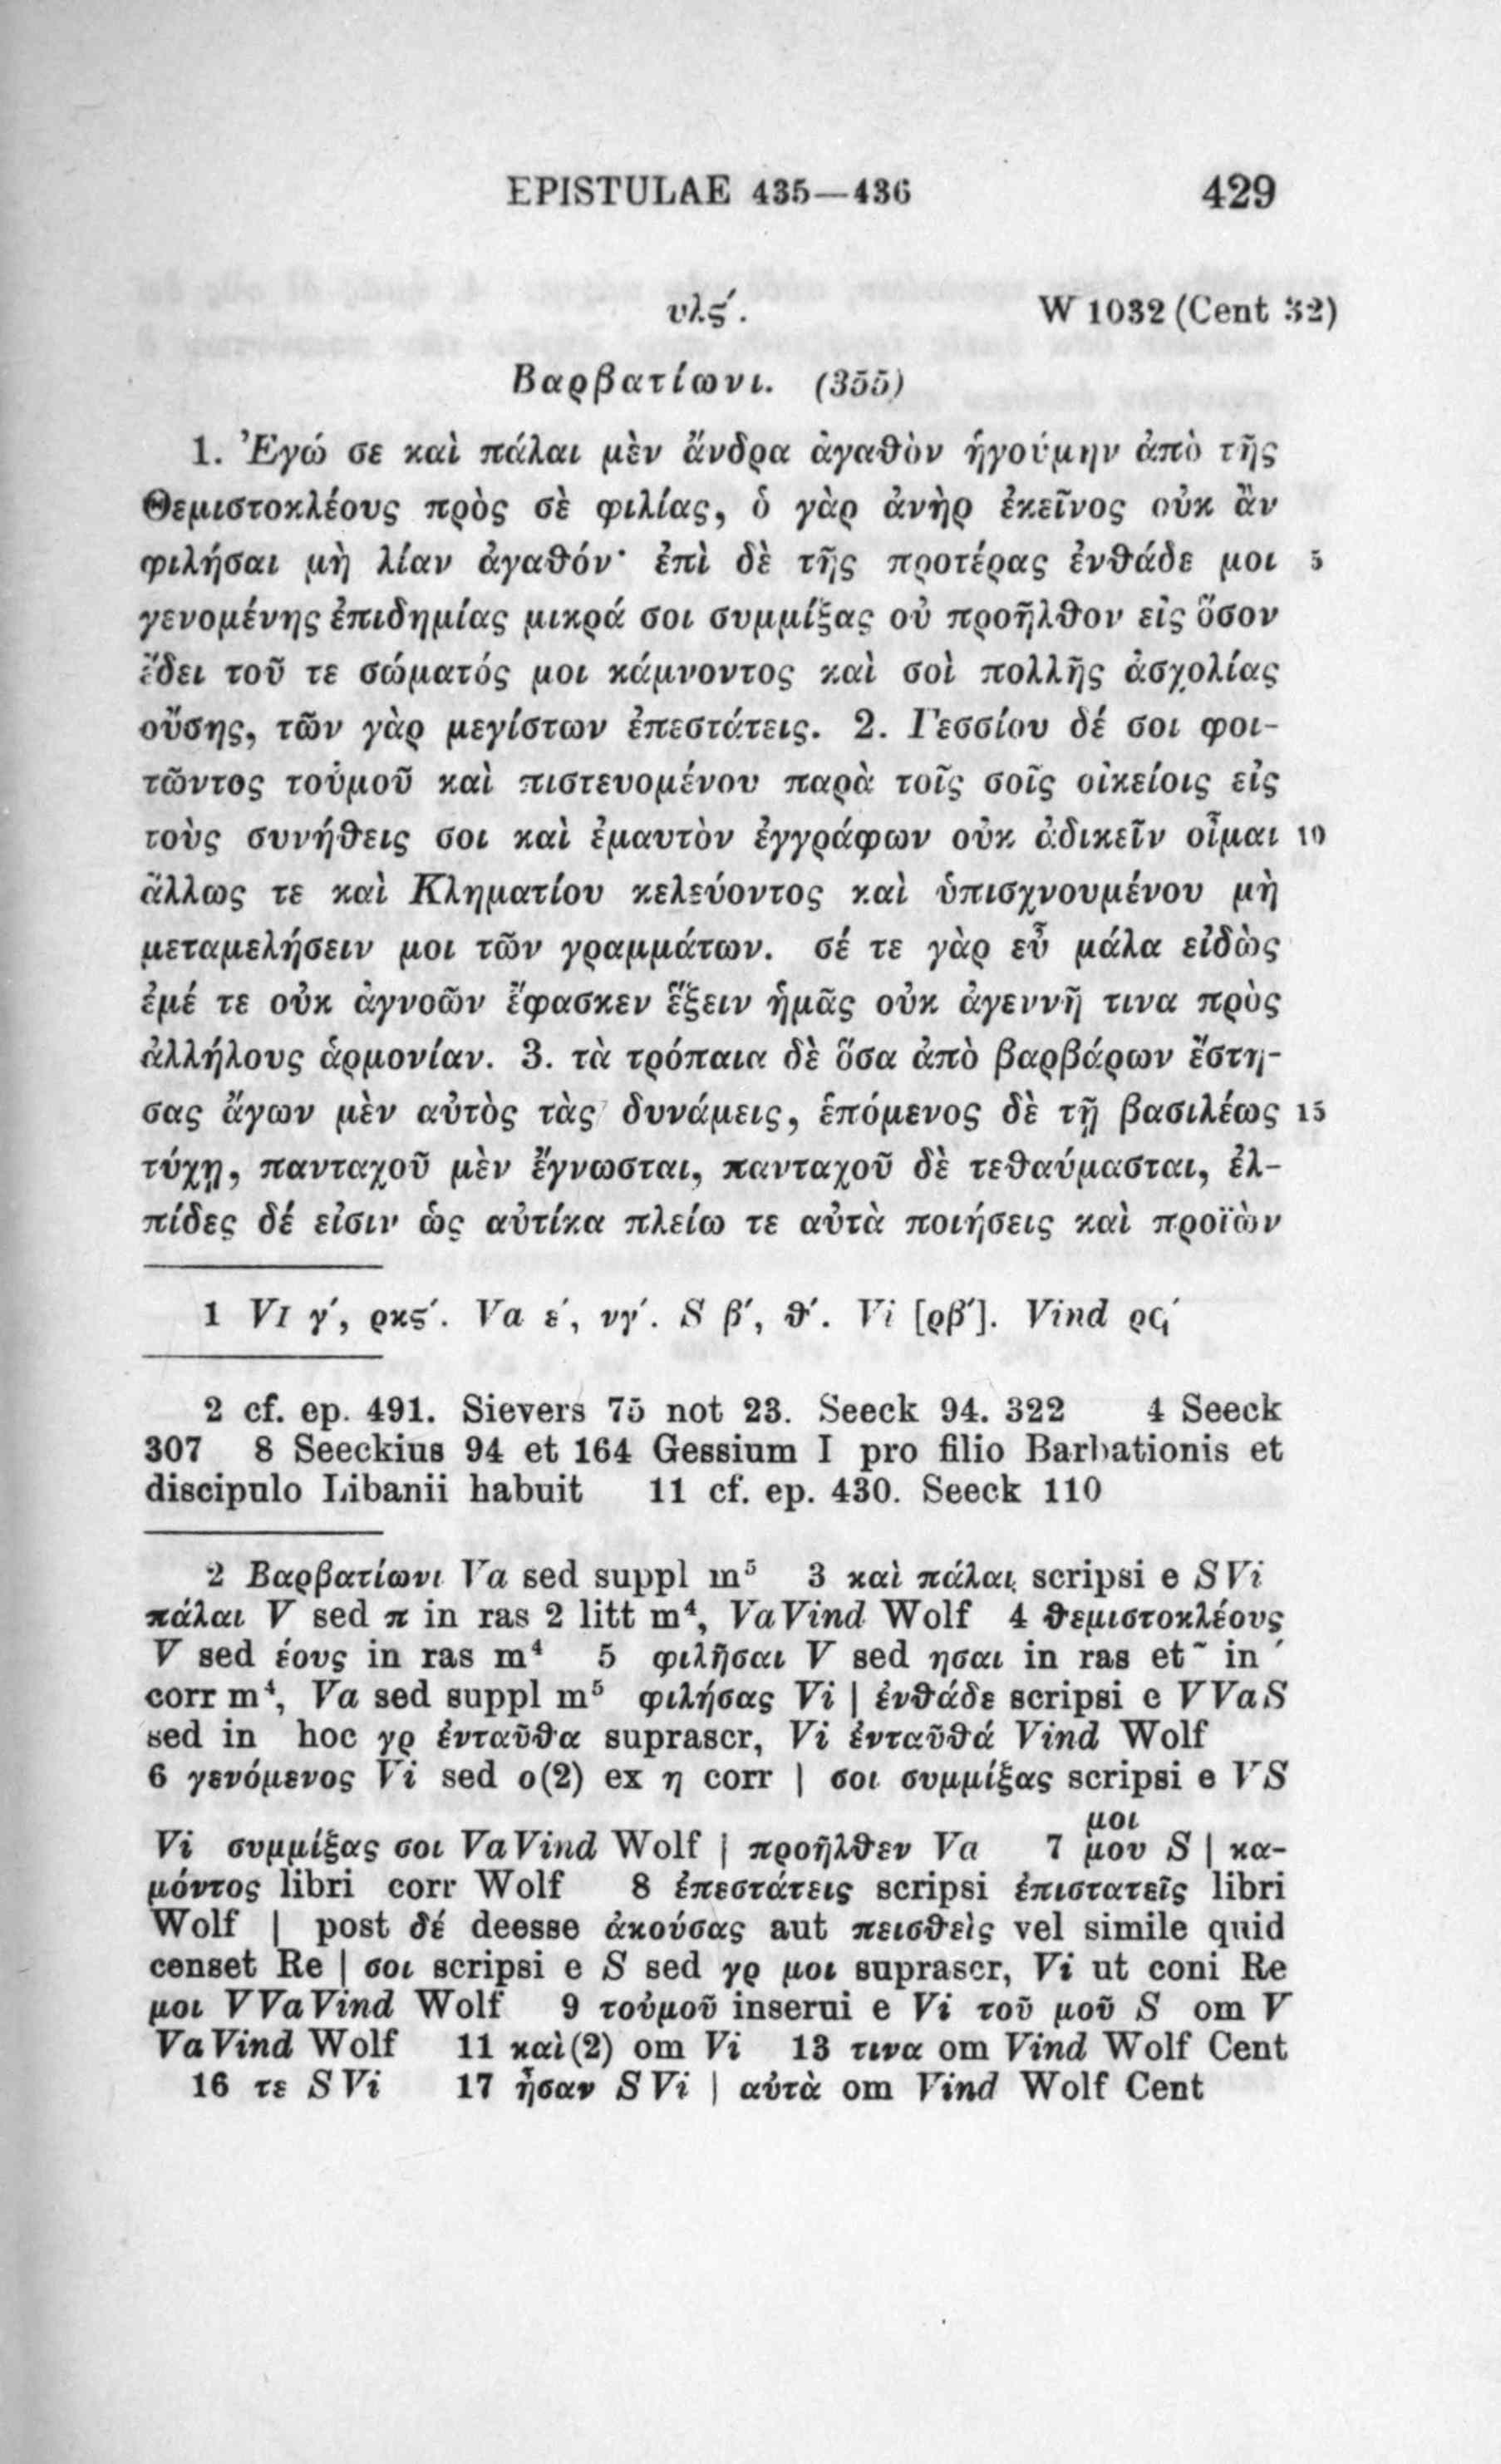 EPISTULAE 435—436 429
υλϛ´. W 1032 (Cent 32)
Βαρβατίωνι. (355)
1. Ἐγώ σε καὶ πάλαι μὲν ἄνδρα ἀγαθὸν ἡγούμην ἀπὸ τῆς
Θεμιστοκλέους πρὸς σὲ φιλίας, ὁ γὰρ ἀνὴρ ἐκεῖνος οὐκ ἂν
φιλήσαι μὴ λίαν ἀγαθόν· ἐπὶ δὲ τῆς προτέρας ἐνθάδε μοι 5
γενομένης ἐπιδημίας μικρά σοι συμμίξας οὐ προῆλθον εἰς ὅσον
ἔδει τοῦ τε σώματός μοι κάμνοντος καὶ σοὶ πολλῆς ἀσχολίας
οὔσης, τῶν γὰρ μεγίστων ἐπεστάτεις. 2. Γεσσίου δέ σοι φοι-
τῶντος τοὐμοῦ καὶ πιστευομένου παρὰ τοῖς σοῖς οἰκείοις εἰς
τοὺς συνήθεις σοι καὶ ἐμαυτὸν ἐγγράφων οὐκ ἀδικεῖν οἶμαι 10
ἄλλως τε καὶ Κληματίου κελεύοντος καὶ ὑπισχνουμένου μὴ
μεταμελήσειν μοι τῶν γραμμάτων. σέ τε γὰρ εὖ μάλα εἰδὼς
ἐμέ τε οὐκ ἀγνοῶν ἔφασκεν ἕξειν ἡμᾶς οὐκ ἀγεννῆ τινα πρὸς
ἀλλήλους ἁρμονίαν. 3. τὰ τρόπαια δὲ ὅσα ἀπὸ βαρβάρων ἔστη-
σας ἄγων μὲν αὐτὸς τὰς δυνάμεις, ἑπόμενος δὲ τῇ βασιλέως 15
τύχῃ, πανταχοῦ μὲν ἔγνωσται, πανταχοῦ δὲ τεθαύμασται, ἐλ-
πίδες δέ εἰσιν ὡς αὐτίκα πλείω τε αὐτὰ ποιήσεις καὶ προϊὼν
1 VI γ´, ρκϛ´. Va ε´, νγ´. S β´, θ´. Vi [ρβ´]. Vind ρϟ´
2 cf. ep. 491. Sievers 75 not 23. Seeck 94. 322 4 Seeck
307 8 Seeckius 94 et 164 Gessium I pro filio Barbationis et
discipulo Libanii habuit 11 cf. ep. 430. Seeck 110
2 Βαρβατίωνι Va sed suppl m⁵ 3 καὶ πάλαι scripsi e S Vi
πάλαι V sed π in ras 2 litt m⁴, Va Vind Wolf 4 θεμιστοκλέους
V sed έους in ras m⁴ 5 φιλῆσαι V sed ησαι in ras et ˜ in ´
corr m⁴, Va sed suppl m⁵ φιλήσας Vi | ἐνθάδε scripsi e V Va S
sed in hoc γρ ἐνταῦθα suprascr, Vi ἐνταῦθά Vind Wolf
6 γενόμενος Vi sed ο(2) ex η corr | σοι συμμίξας scripsi e V S
μοι
Vi συμμίξας σοι Va Vind Wolf | προῆλθεν Va 7 μου S | κα-
μόντος libri corr Wolf 8 ἐπεστάτεις scripsi ἐπιστατεῖς libri
Wolf | post δέ deesse ἀκούσας aut πεισθεὶς vel simile quid
censet Re | σοι scripsi e S sed γρ μοι suprascr, Vi ut coni Re
μοι V Va Vind Wolf 9 τοὐμοῦ inserui e Vi τοῦ μοῦ S om V
Va Vind Wolf 11 καὶ(2) om Vi 13 τινα om Vind Wolf Cent
16 τε S Vi 17 ἦσαν S Vi | αὐτὰ om Vind Wolf Cent